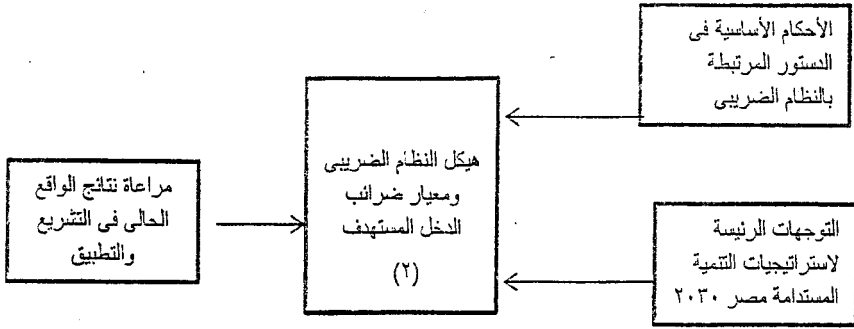 الأحكام الأساسية فى
الدستور المرتبطة
بالنظام الضريبى
هيكل النظام الضريبى
ومعيار ضرائب
الدخل المستهدف
(٢)
مراعاة نتائج الواقع
الحالى فى التشريع
والتطبيق
التوجهات الرئيسة
لاستراتيجيات التنمية
المستدامة مصر ٢٠٣٠